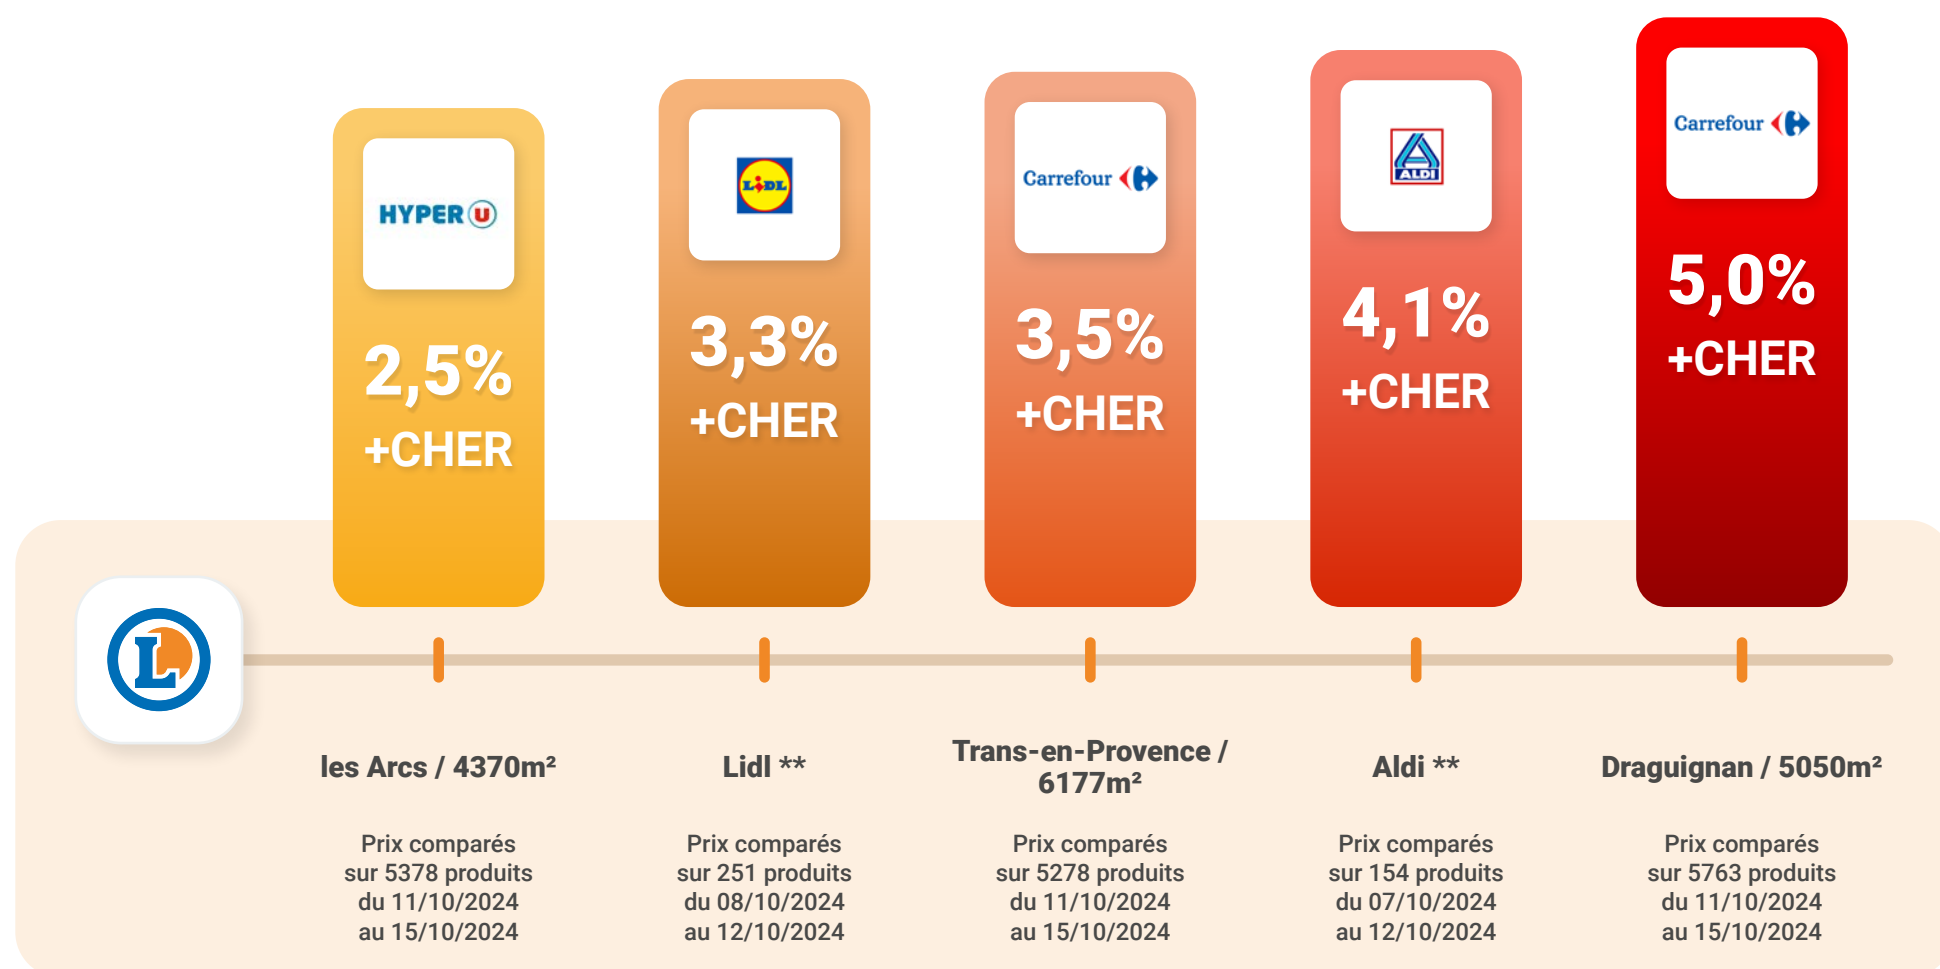 HYPER U
2,5%
+CHER
LIDL
3,3%
+CHER
Carrefour
3,5%
+CHER
ALDI
4,1%
+CHER
Carrefour
5,0%
+CHER
L
les Arcs / 4370m²
Prix comparés
sur 5378 produits
du 11/10/2024
au 15/10/2024
Lidl **
Prix comparés
sur 251 produits
du 08/10/2024
au 12/10/2024
Trans-en-Provence /
6177m²
Prix comparés
sur 5278 produits
du 11/10/2024
au 15/10/2024
Aldi **
Prix comparés
sur 154 produits
du 07/10/2024
au 12/10/2024
Draguignan / 5050m²
Prix comparés
sur 5763 produits
du 11/10/2024
au 15/10/2024